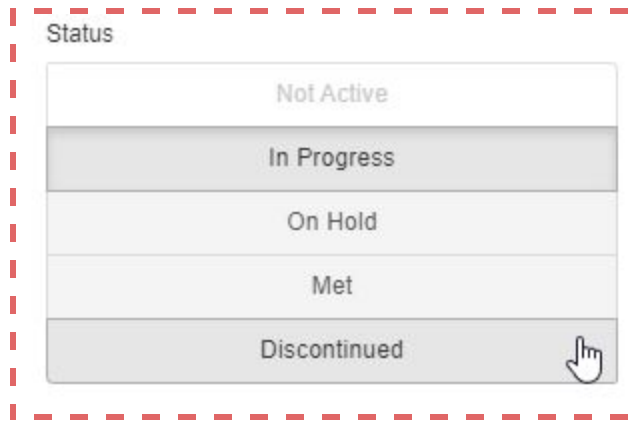 Status
Not Active
In Progress
On Hold
Met
Discontinued